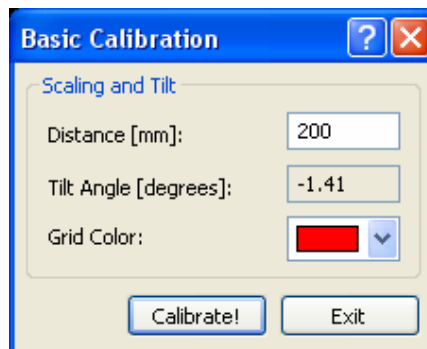 Basic Calibration ?
Scaling and Tilt
Distance [mm]: 200
Tilt Angle [degrees]: -1.41
Grid Color:
Calibrate! Exit